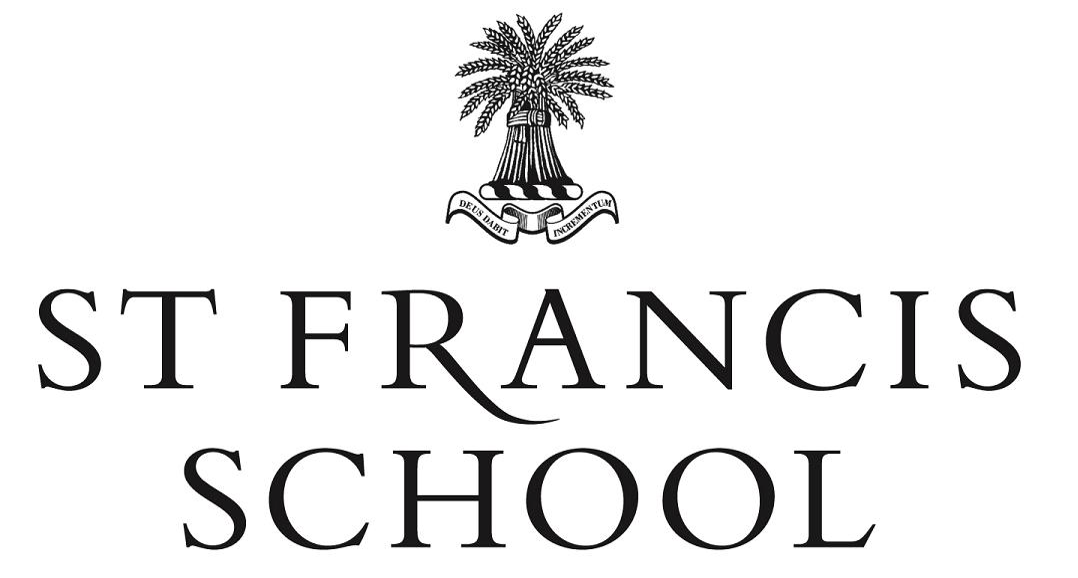 DEUS DABIT INCREMENTUM
ST FRANCIS
SCHOOL